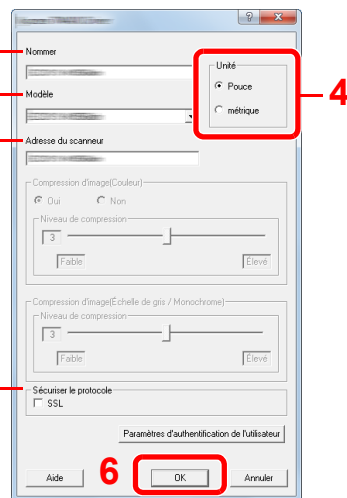 Nommer
Unité
Pouce
4
Modèle
métrique
Adresse du scanneur
Compression d'image(Couleur)
Oui Non
Niveau de compression
3
Faible Élevé
Compression d'image(Échelle de gris / Monochrome)
Niveau de compression
3
Faible Élevé
Sécuriser le protocole
SSL
Paramètres d'authentification de l'utilisateur
Aide 6 OK Annuler